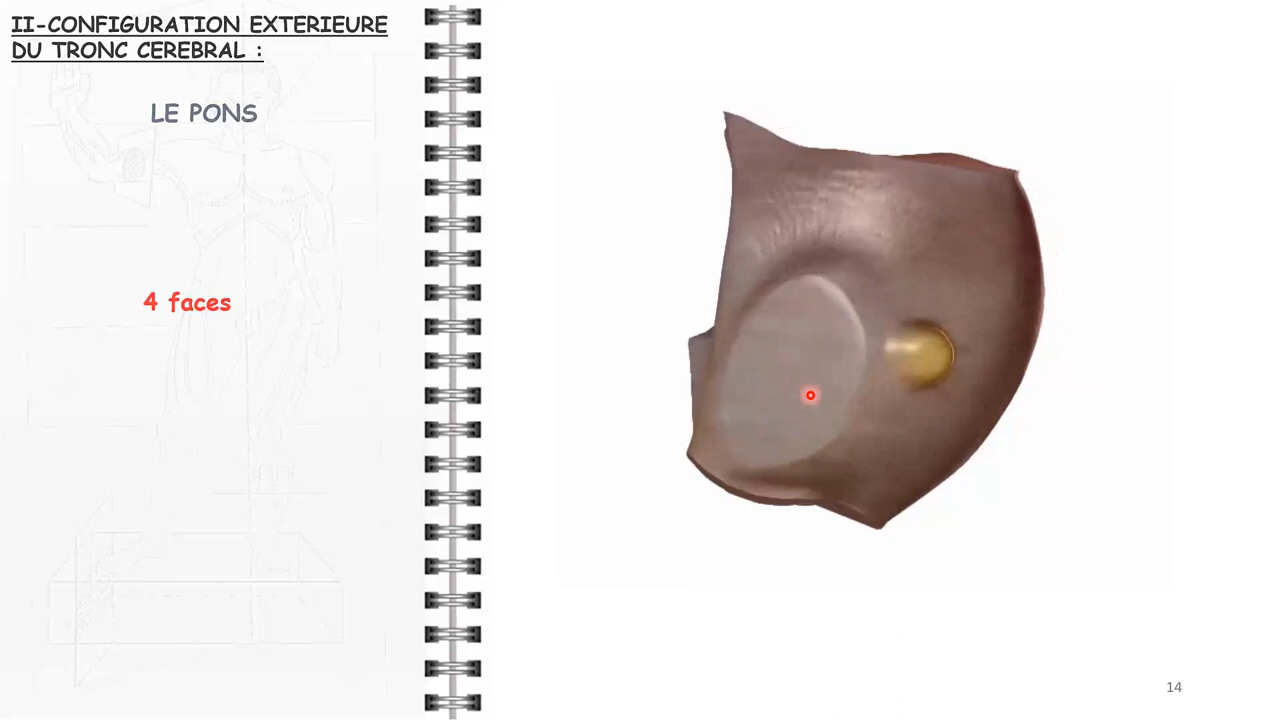 II-CONFIGURATION EXTERIEURE
DU TRONC CEREBRAL :
LE PONS
4 faces
14